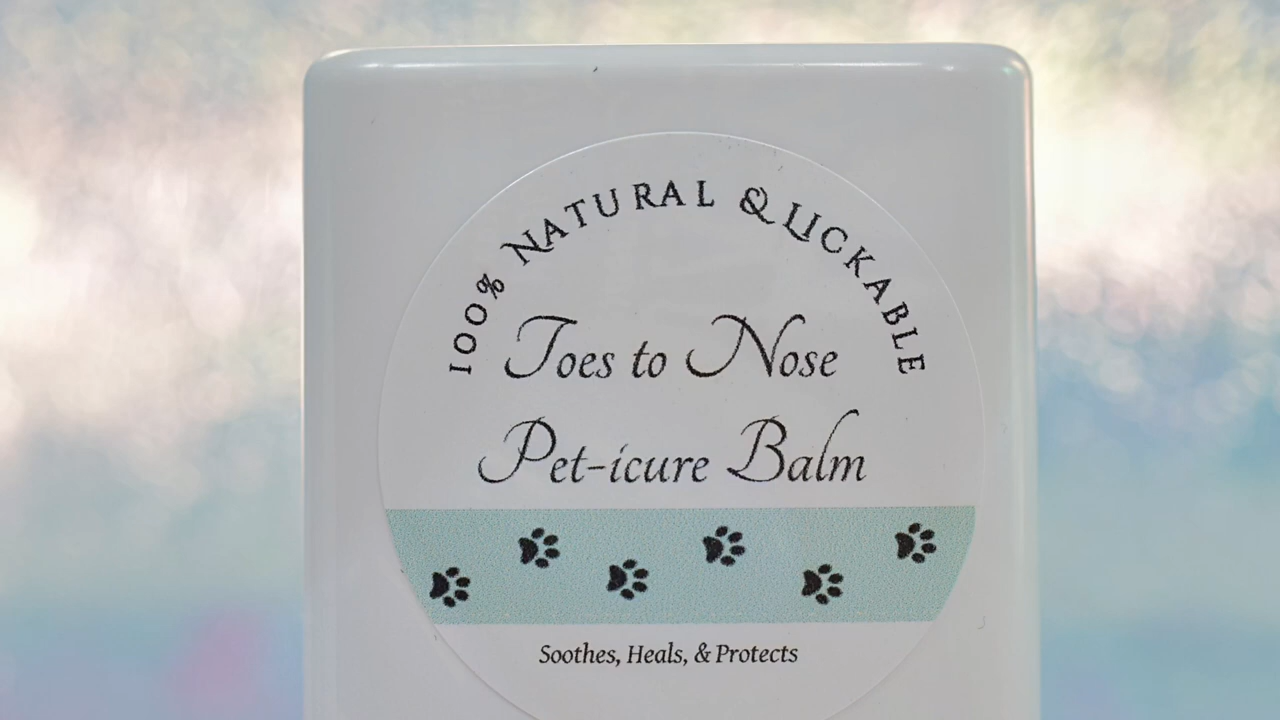 100% NATURAL & LICKABLE
Toes to Nose
Pet-icure Balm
Soothes, Heals, & Protects